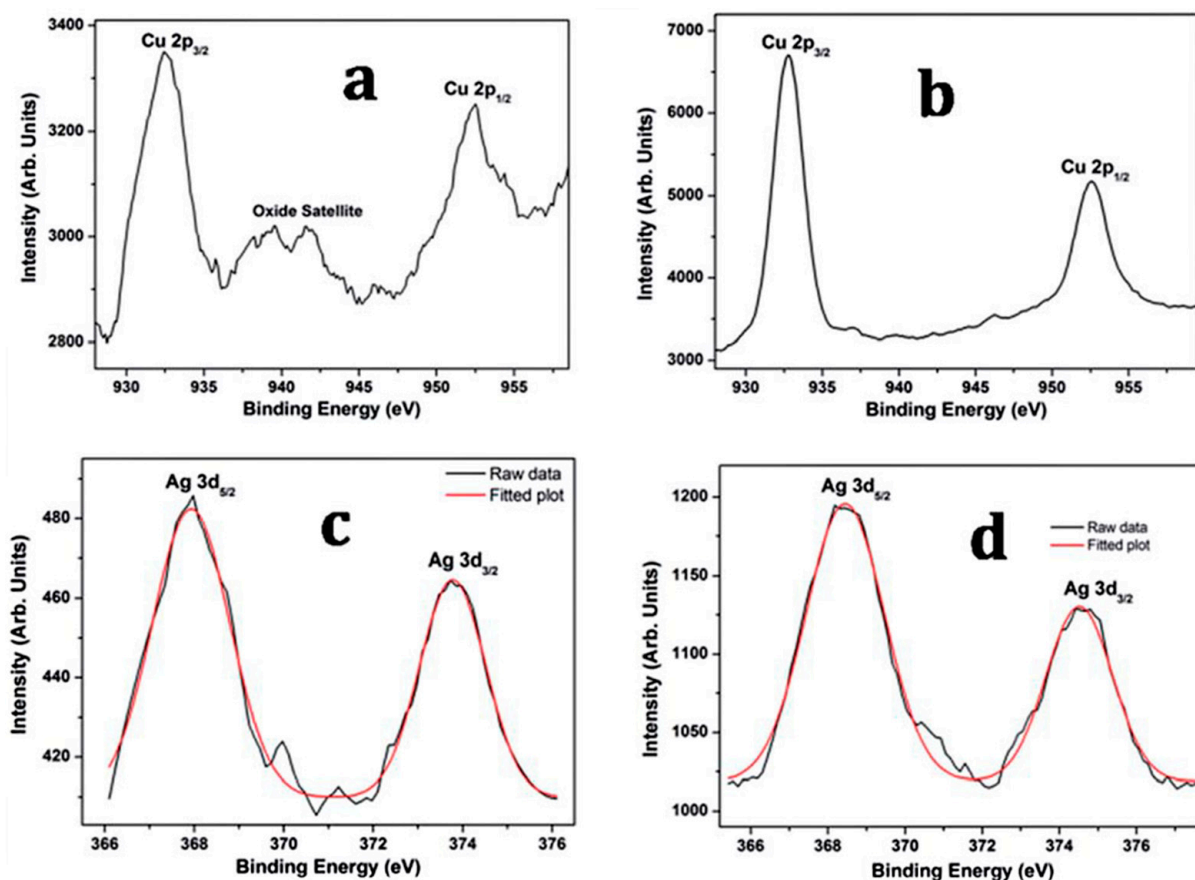 a
Cu 2p3/2
Cu 2p1/2
Oxide Satellite
3400
3200
3000
2800
Intensity (Arb. Units)
930 935 940 945 950 955
Binding Energy (eV)
b
Cu 2p3/2
Cu 2p1/2
7000
6000
5000
4000
3000
Intensity (Arb. Units)
930 935 940 945 950 955
Binding Energy (eV)
c
Ag 3d5/2
Ag 3d3/2
Raw data
Fitted plot
480
460
440
420
Intensity (Arb. Units)
366 368 370 372 374 376
Binding Energy (eV)
d
Ag 3d5/2
Ag 3d3/2
Raw data
Fitted plot
1200
1150
1100
1050
1000
Intensity (Arb. Units)
366 368 370 372 374 376
Binding Energy (eV)